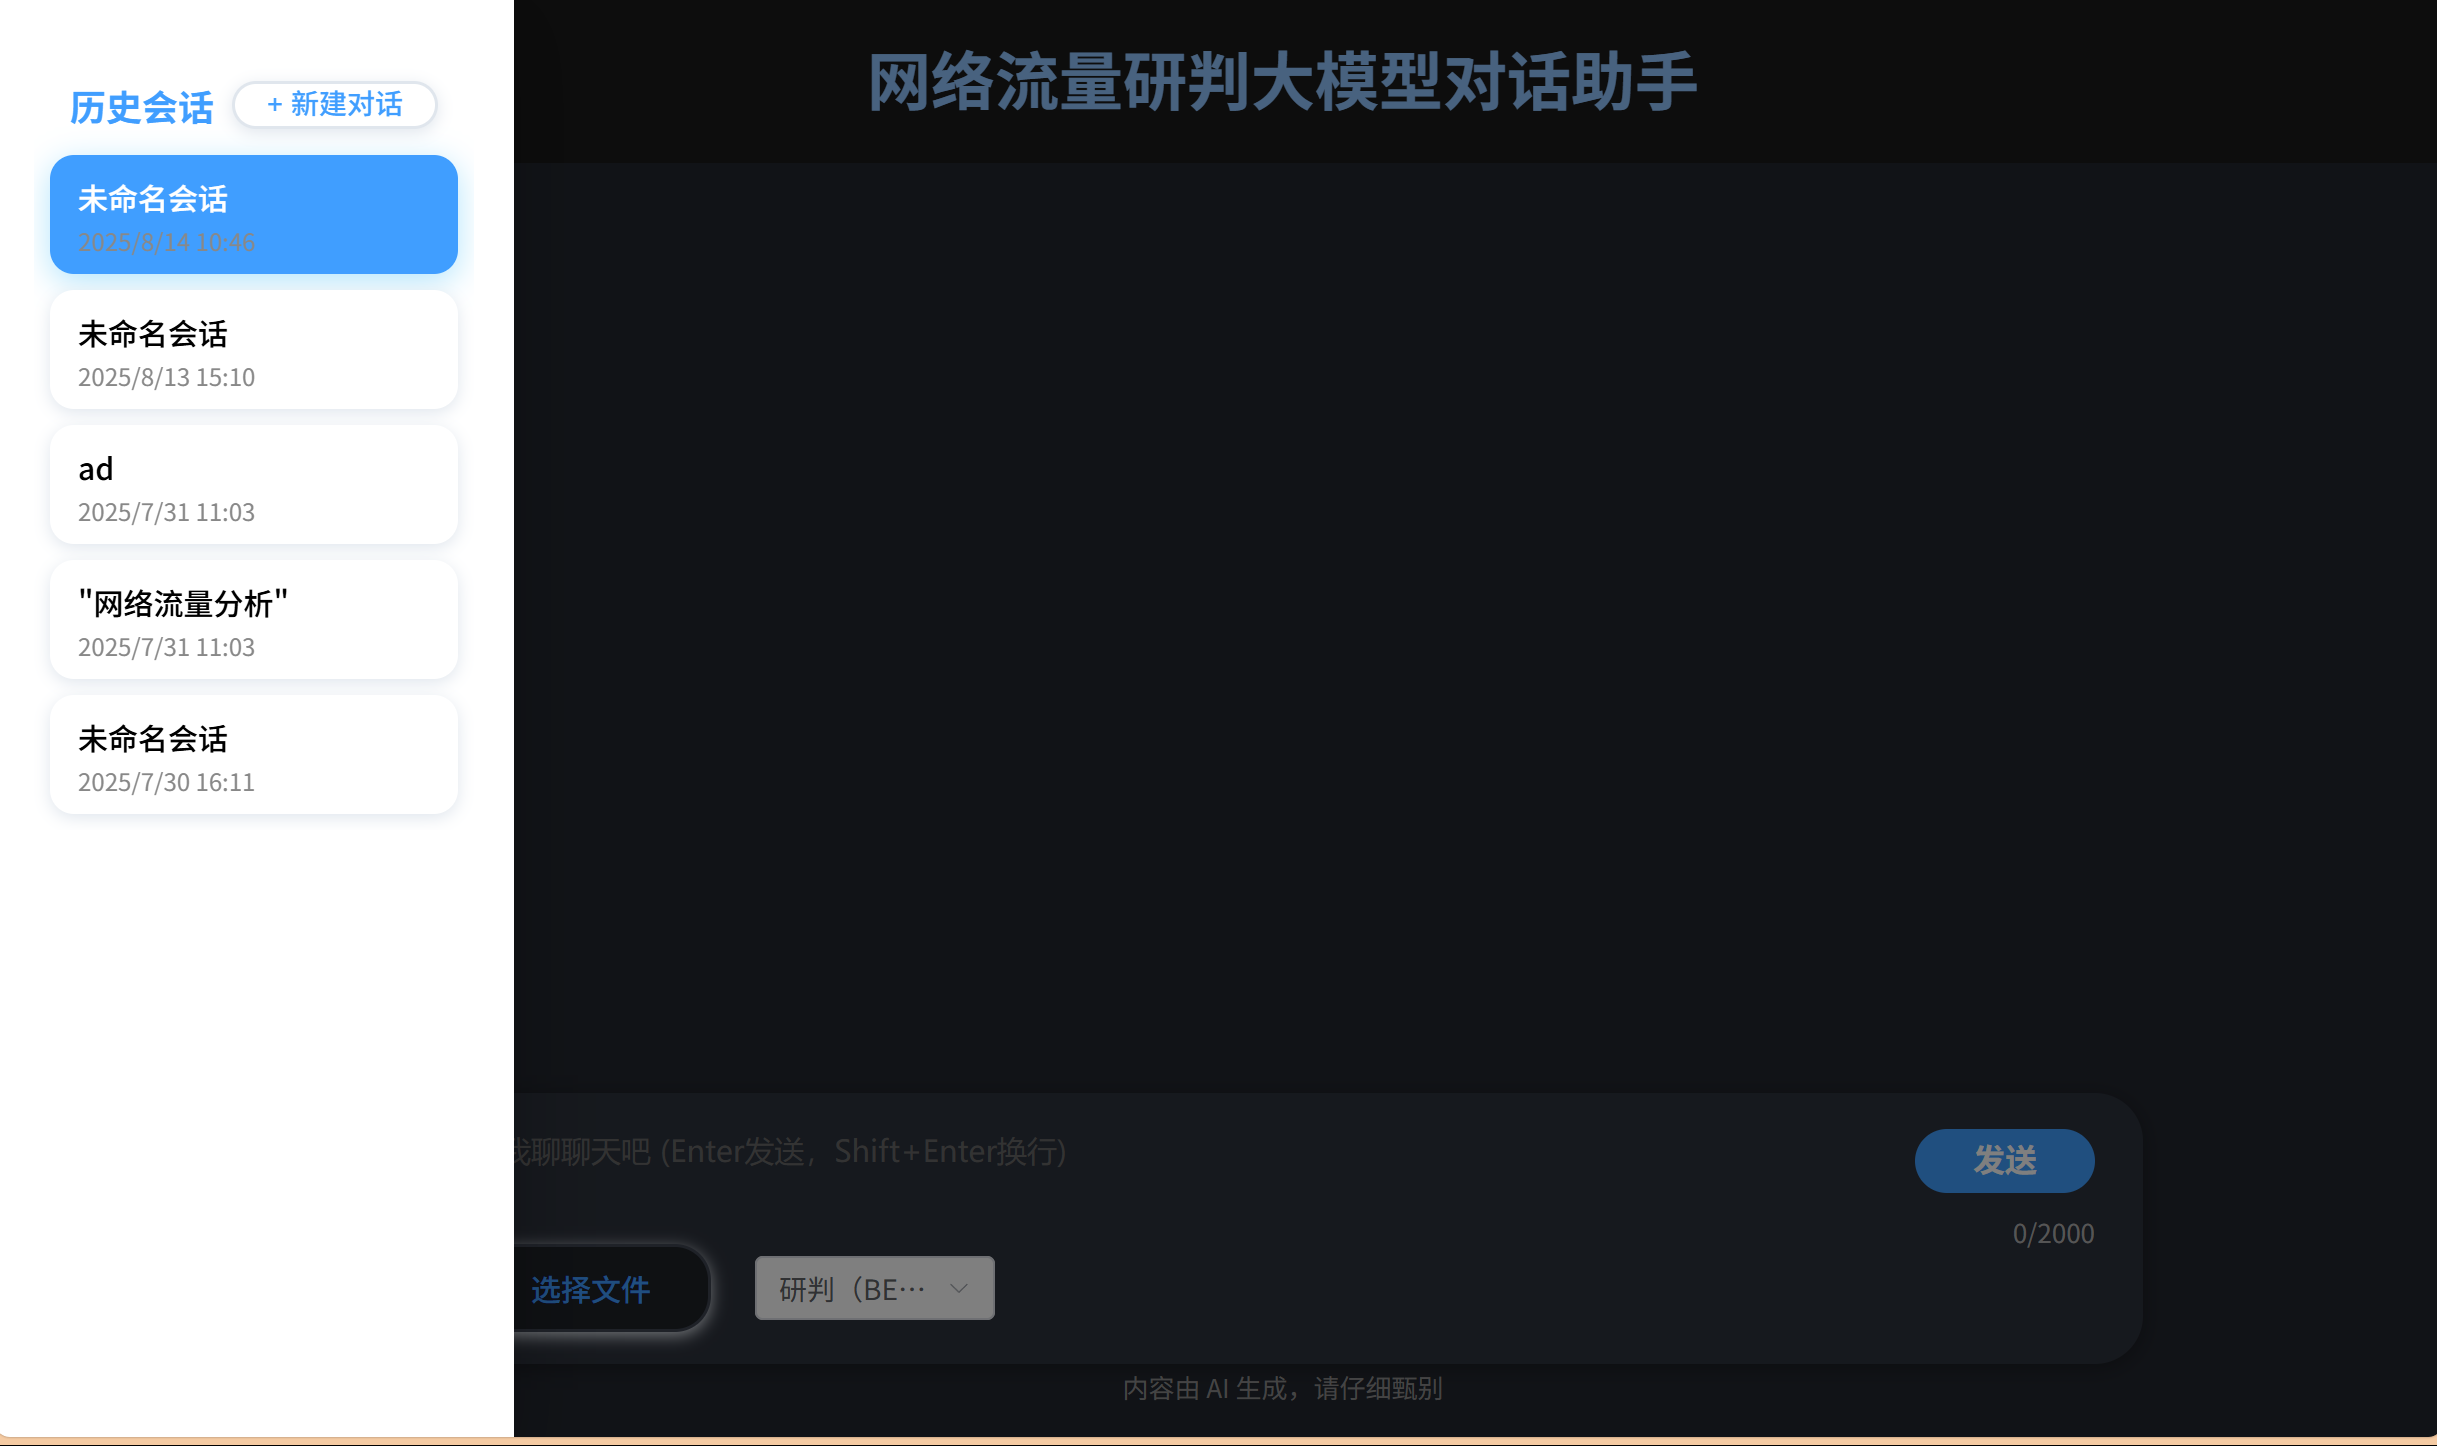 历史会话
+ 新建对话
未命名会话
2025/8/14 10:46
未命名会话
2025/8/13 15:10
ad
2025/7/31 11:03
"网络流量分析"
2025/7/31 11:03
未命名会话
2025/7/30 16:11
网络流量研判大模型对话助手
聊聊天吧 (Enter发送，Shift+Enter换行)
发送
0/2000
选择文件
研判（BE…
内容由 AI 生成，请仔细甄别